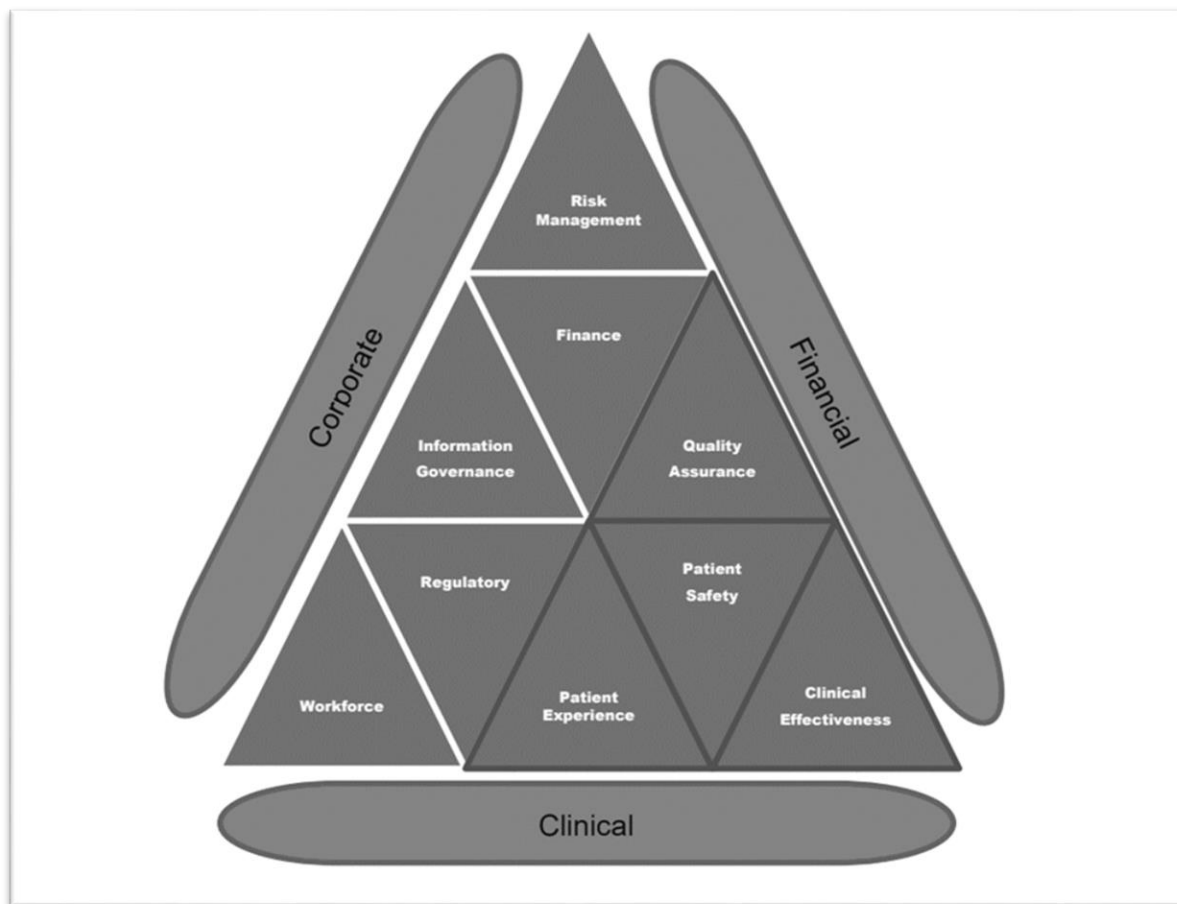 Risk
Management
Corporate
Financial
Finance
Information
Governance
Quality
Assurance
Regulatory
Patient
Safety
Workforce
Patient
Experience
Clinical
Effectiveness
Clinical